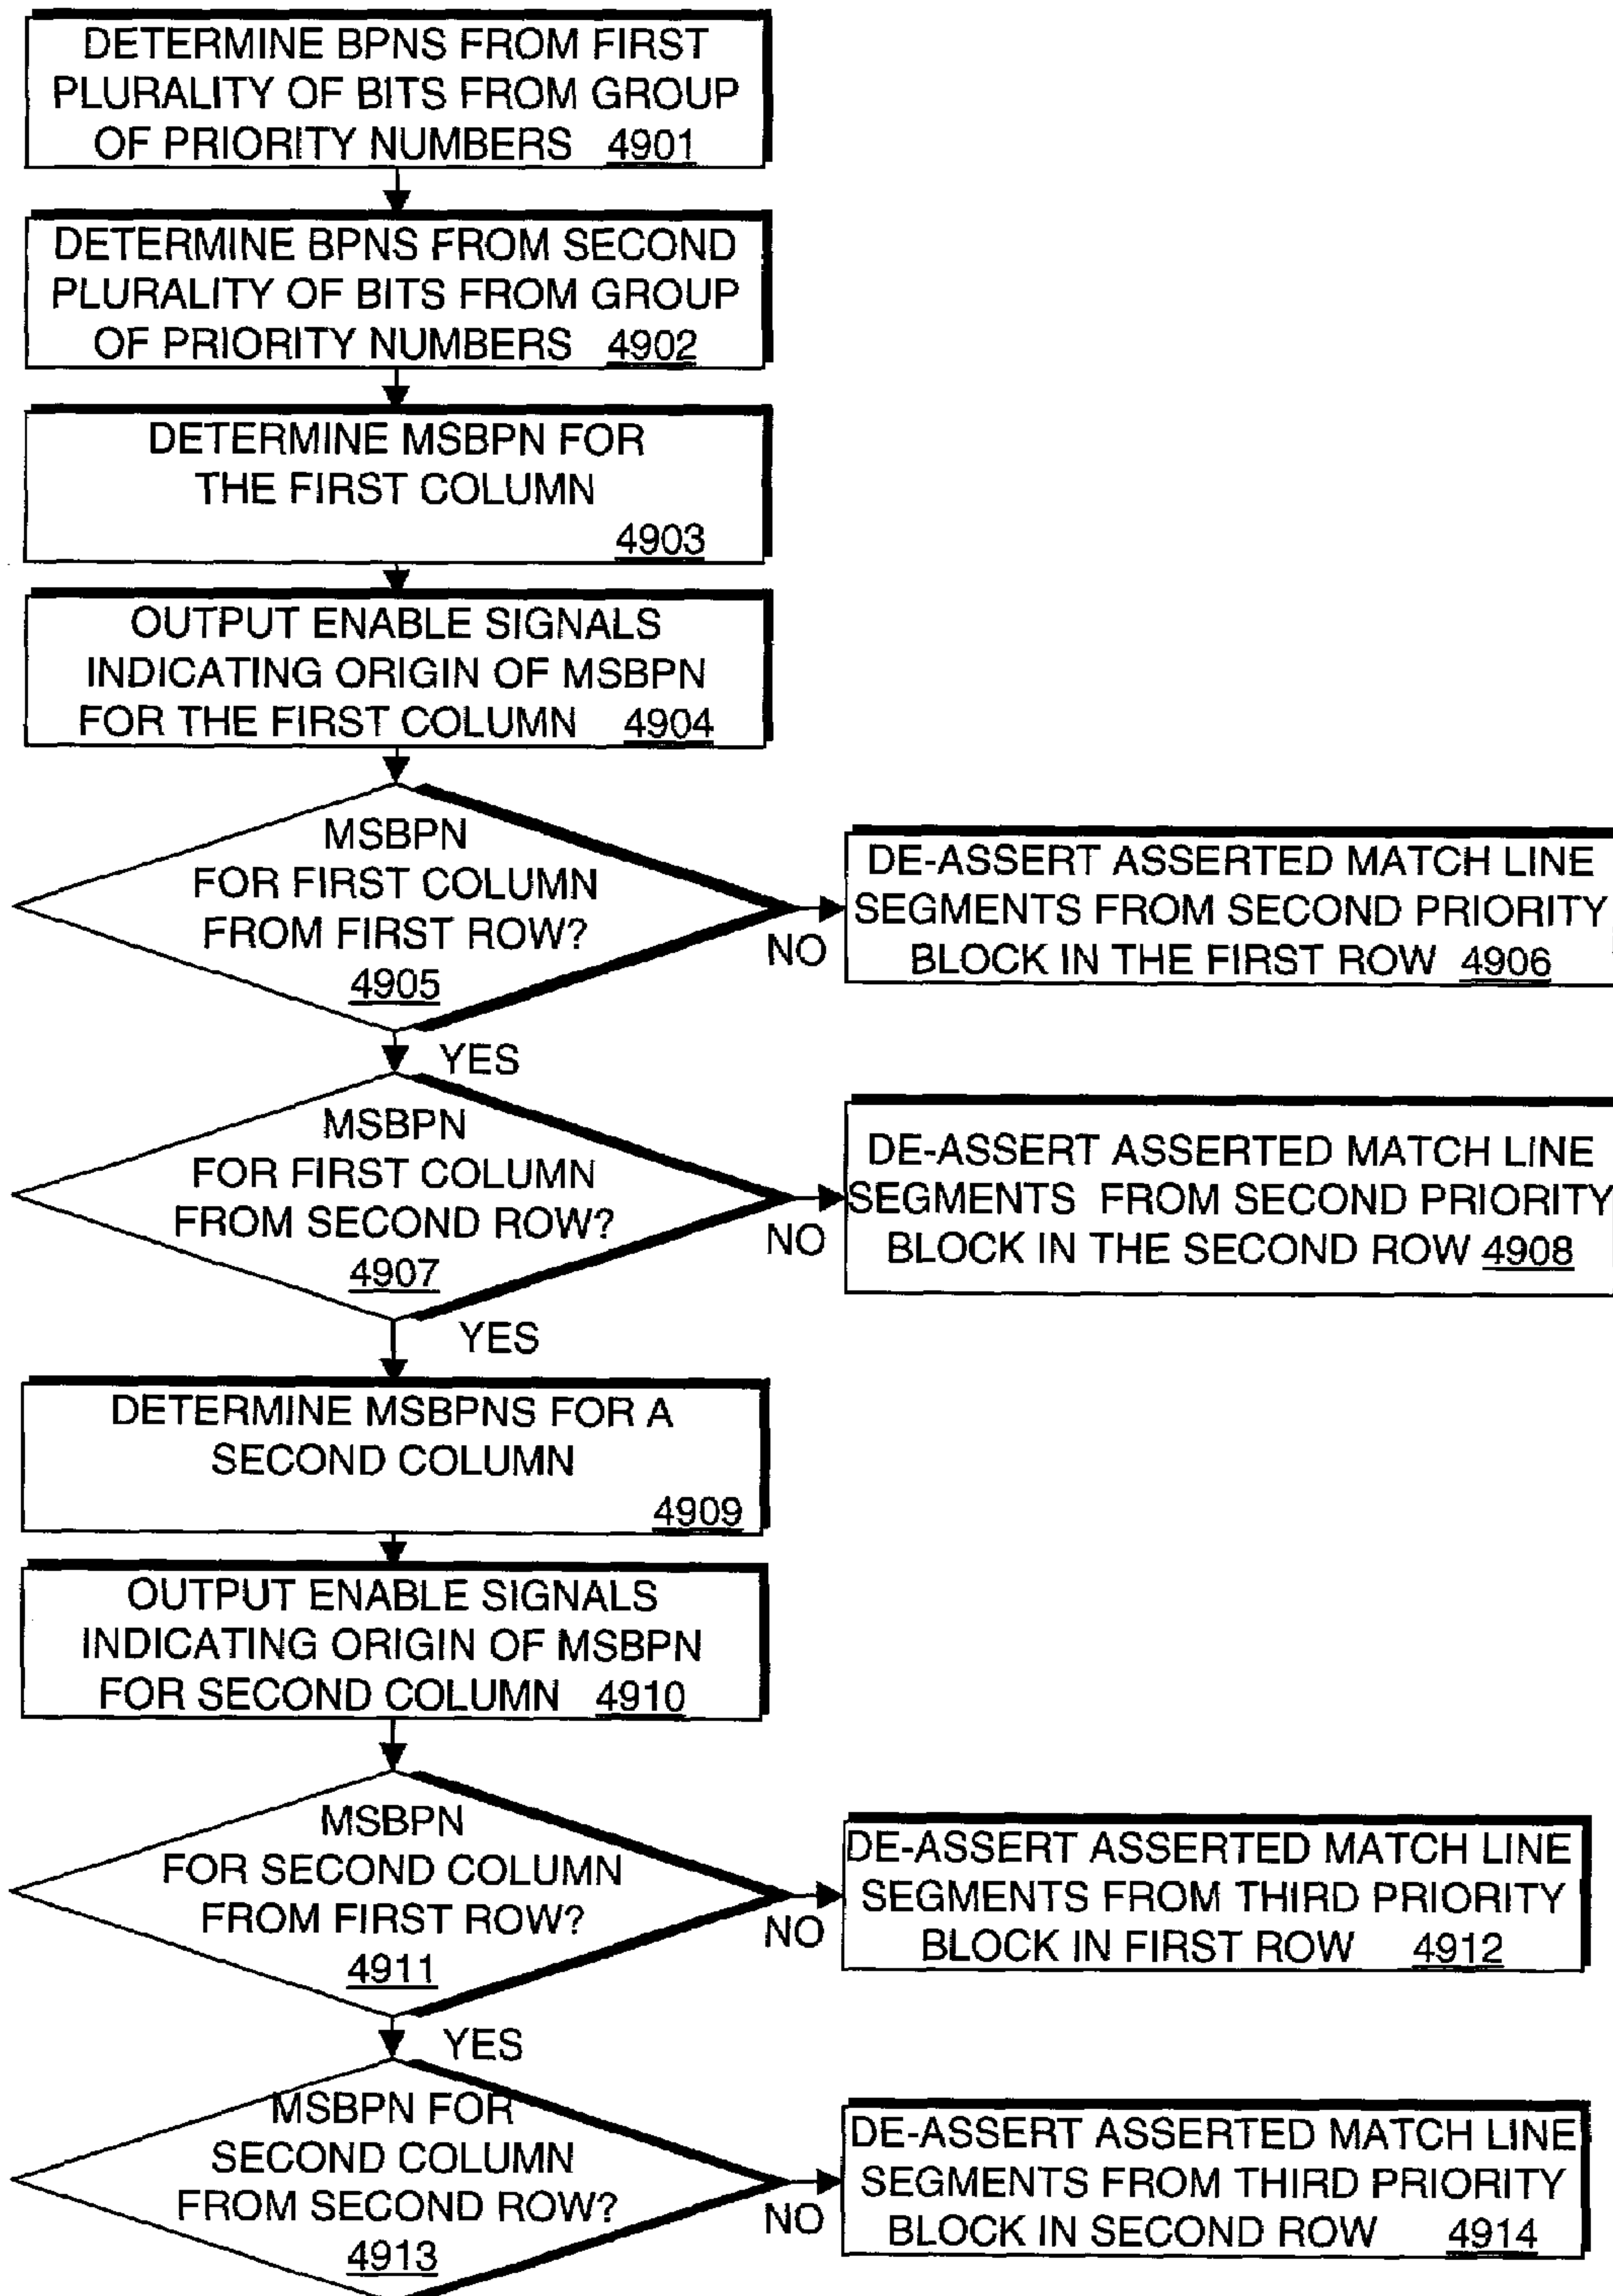 DETERMINE BPNS FROM FIRST
PLURALITY OF BITS FROM GROUP
OF PRIORITY NUMBERS 4901
DETERMINE BPNS FROM SECOND
PLURALITY OF BITS FROM GROUP
OF PRIORITY NUMBERS 4902
DETERMINE MSBPN FOR
THE FIRST COLUMN
4903
OUTPUT ENABLE SIGNALS
INDICATING ORIGIN OF MSBPN
FOR THE FIRST COLUMN 4904
MSBPN
FOR FIRST COLUMN
FROM FIRST ROW?
4905
NO
DE-ASSERT ASSERTED MATCH LINE
SEGMENTS FROM SECOND PRIORITY
BLOCK IN THE FIRST ROW 4906
YES
MSBPN
FOR FIRST COLUMN
FROM SECOND ROW?
4907
NO
DE-ASSERT ASSERTED MATCH LINE
SEGMENTS FROM SECOND PRIORITY
BLOCK IN THE SECOND ROW 4908
YES
DETERMINE MSBPNS FOR A
SECOND COLUMN
4909
OUTPUT ENABLE SIGNALS
INDICATING ORIGIN OF MSBPN
FOR SECOND COLUMN 4910
MSBPN
FOR SECOND COLUMN
FROM FIRST ROW?
4911
NO
DE-ASSERT ASSERTED MATCH LINE
SEGMENTS FROM THIRD PRIORITY
BLOCK IN FIRST ROW 4912
YES
MSBPN FOR
SECOND COLUMN
FROM SECOND ROW?
4913
NO
DE-ASSERT ASSERTED MATCH LINE
SEGMENTS FROM THIRD PRIORITY
BLOCK IN SECOND ROW 4914